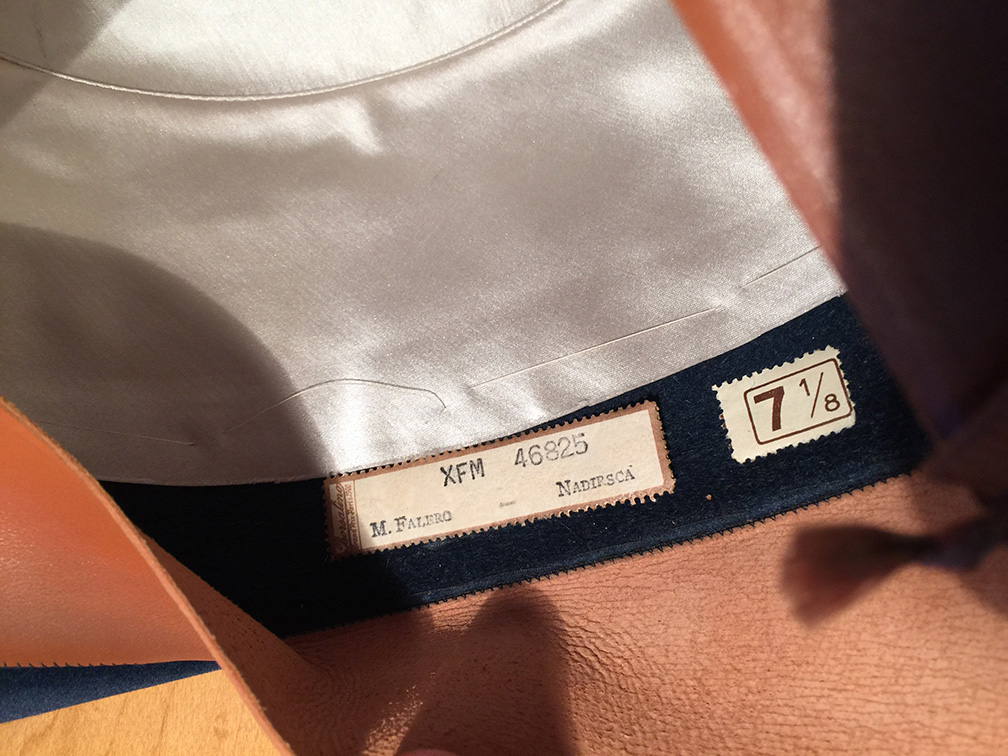 XFM 46825
M. FALERO NADIRSCA
7 1/8